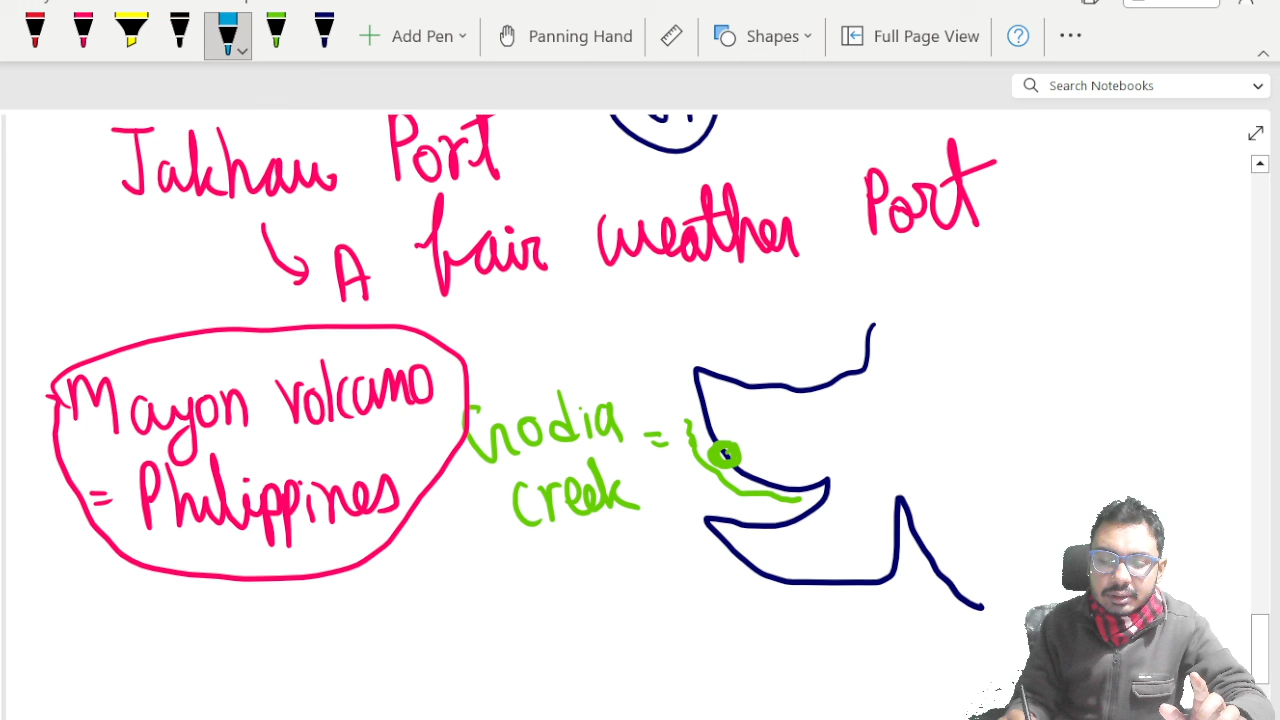 Add Pen
Panning Hand
Shapes
Full Page View
Search Notebooks
Jakhau Port
A fair weather Port
Mayon volcano
= Philippines
Godia =
creek